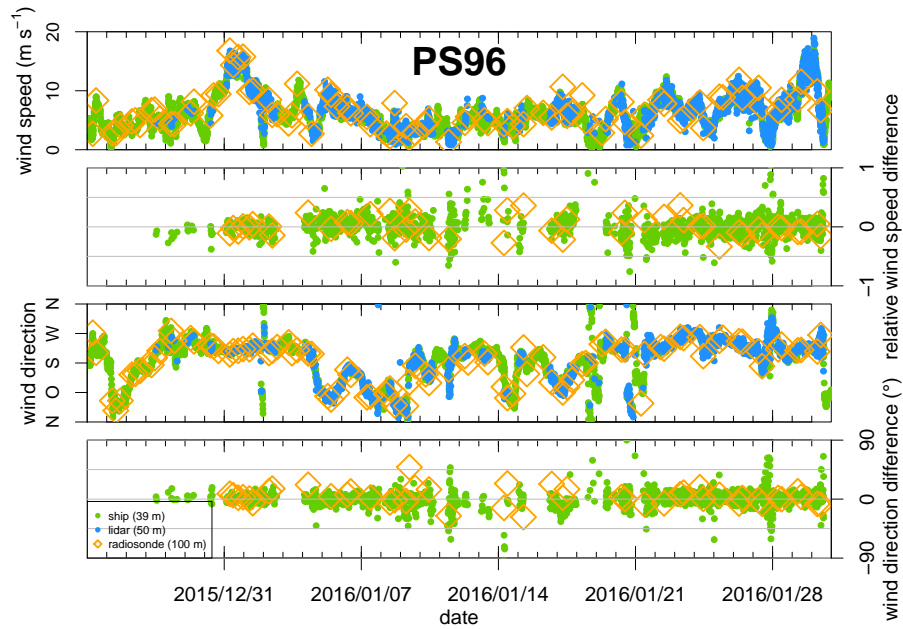 PS96
wind speed (m s⁻¹)
0
10
20
relative wind speed difference
−1
0
1
wind direction
N
O
S
W
N
wind direction difference (°)
−90
0
90
ship (39 m)
lidar (50 m)
radiosonde (100 m)
2015/12/31
2016/01/07
2016/01/14
2016/01/21
2016/01/28
date